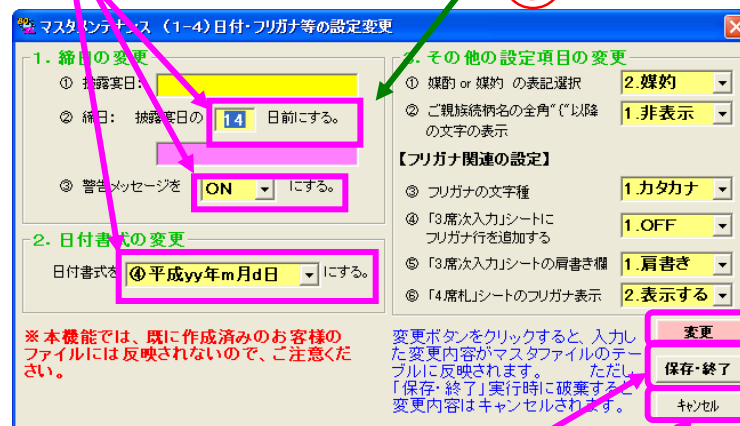 マスタメンテナンス （1-4）日付・フリガナ等の設定変更
1. 締日の変更
① 披露宴日:
② 締日: 披露宴日の 14 日前にする。
③ 警告メッセージを ON にする。
2. 日付書式の変更
日付書式を ④平成yy年m月d日 にする。
※本機能では、既に作成済みのお客様の
ファイルには反映されないので、ご注意くだ
さい。
3. その他の設定項目の変更
① 媒酌 or 媒妁 の表記選択 2.媒妁
② ご親族続柄名の全角"{"以降 1.非表示
の文字の表示
【フリガナ関連の設定】
③ フリガナの文字種 1.カタカナ
④ 「3席次入力」シートに 1.OFF
フリガナ行を追加する
⑤ 「3席次入力」シートの肩書き欄 1.肩書き
⑥ 「4席札」シートのフリガナ表示 2.表示する
変更ボタンをクリックすると、入力し
た変更内容がマスタファイルのテー
ブルに反映されます。 ただし、
「保存・終了」実行時に破棄すると
変更内容はキャンセルされます。
変更
保存・終了
キャンセル